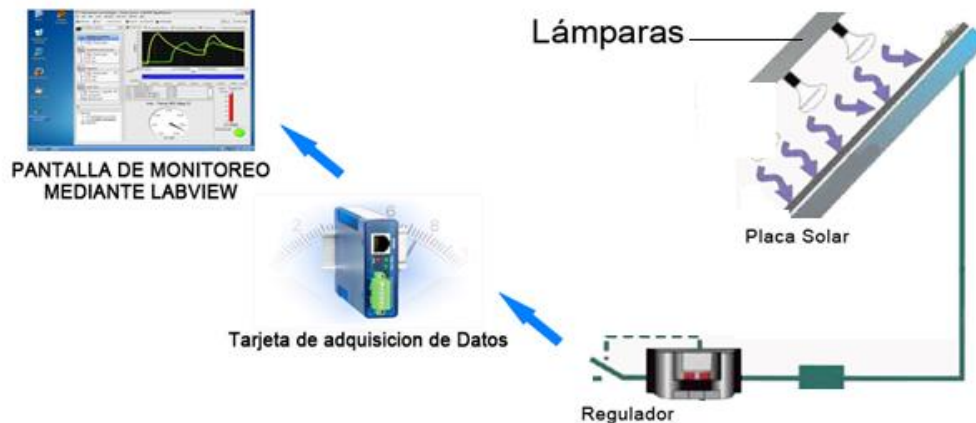 Lámparas
PANTALLA DE MONITOREO
MEDIANTE LABVIEW
Placa Solar
Tarjeta de adquisicion de Datos
Regulador